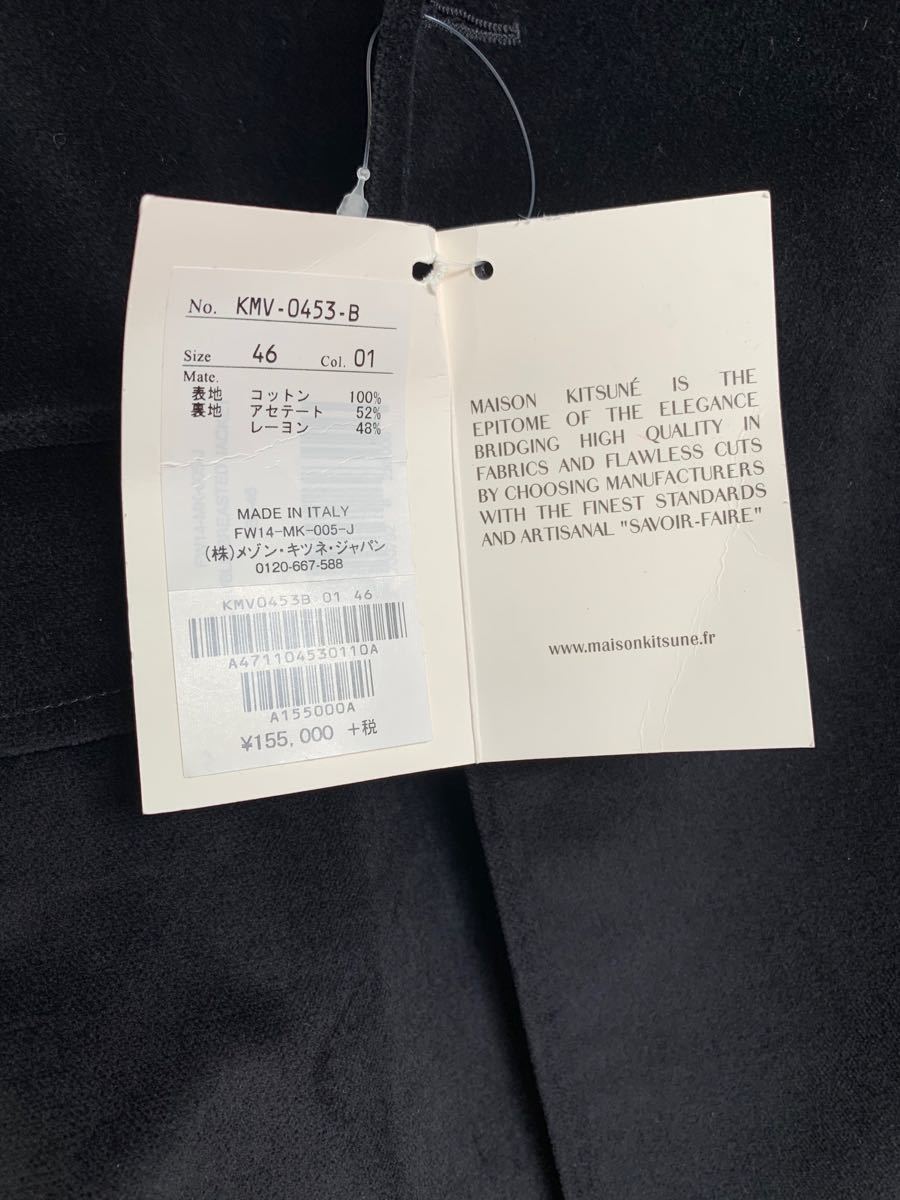 No. KMV-0453-B
Size 46 Col. 01
Mate.
表地 コットン 100%
裏地 アセテート 52%
レーヨン 48%
MADE IN ITALY
FW14-MK-005-J
(株)メゾン・キツネ・ジャパン
0120-667-588
KMV0453B 01 46
A471104530110A
A155000A
¥155,000 +税
MAISON KITSUNÉ IS THE
EPITOME OF THE ELEGANCE
BRIDGING HIGH QUALITY IN
FABRICS AND FLAWLESS CUTS
BY CHOOSING MANUFACTURERS
WITH THE FINEST STANDARDS
AND ARTISANAL "SAVOIR-FAIRE"
www.maisonkitsune.fr